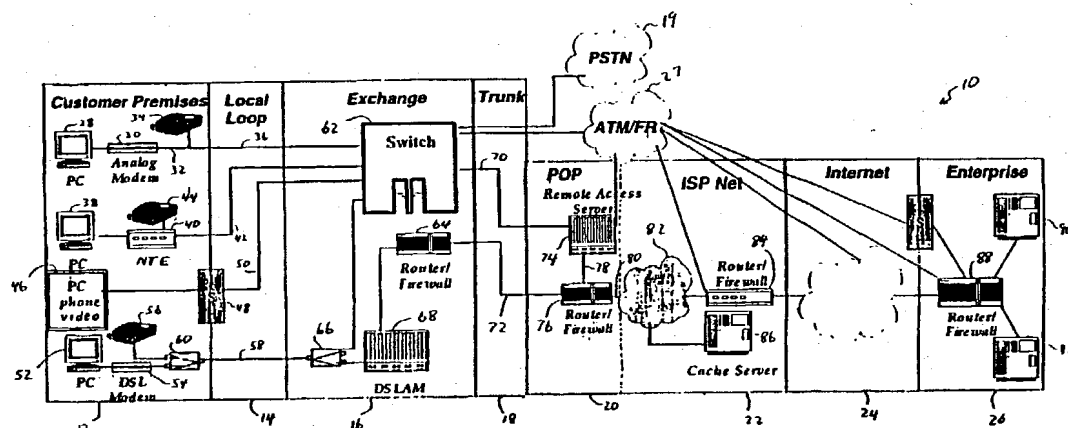 19
PSTN
27
10
ATM/FR
Customer Premises
Local Loop
Exchange
Trunk
28
34
30
PC
Analog Modem
32
36
62
Switch
70
POP
ISP Net
Internet
Enterprise
Remote Access Server
38
44
40
PC
NTE
42
50
64
Router/Firewall
74
78
82
80
84
Router/Firewall
88
46
PC phone video
48
72
76
Router/Firewall
86
Router/Firewall
56
60
66
68
52
PC
DSL Modem
54
58
DSLAM
Cache Server
14
16
18
20
22
24
26